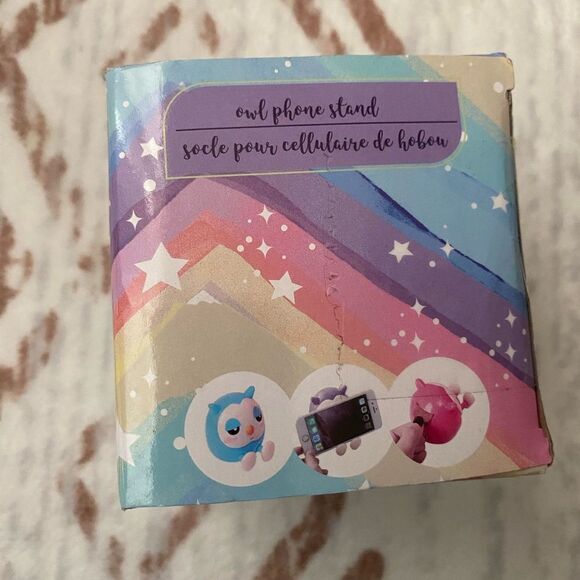 owl phone stand
socle pour cellulaire de hobou